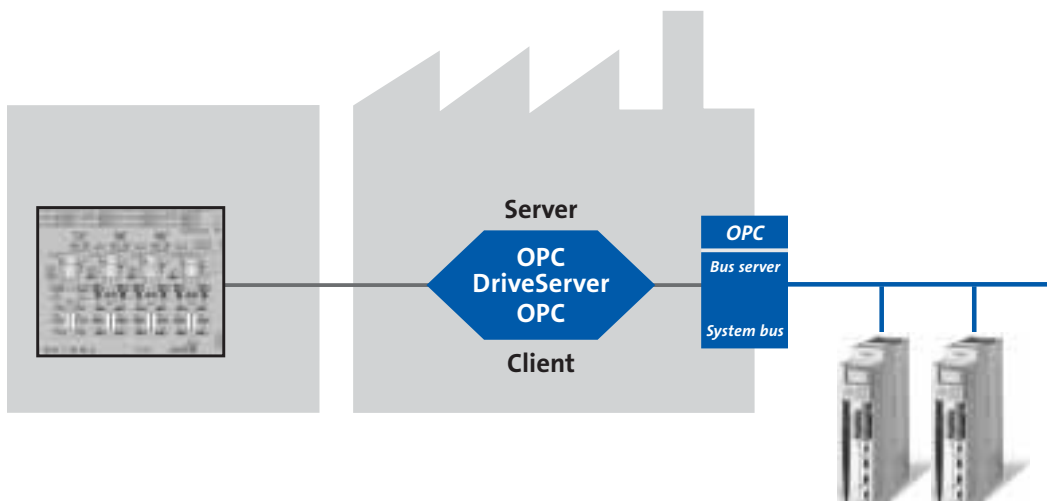 Server
OPC
DriveServer
OPC
Client
OPC
Bus server
System bus